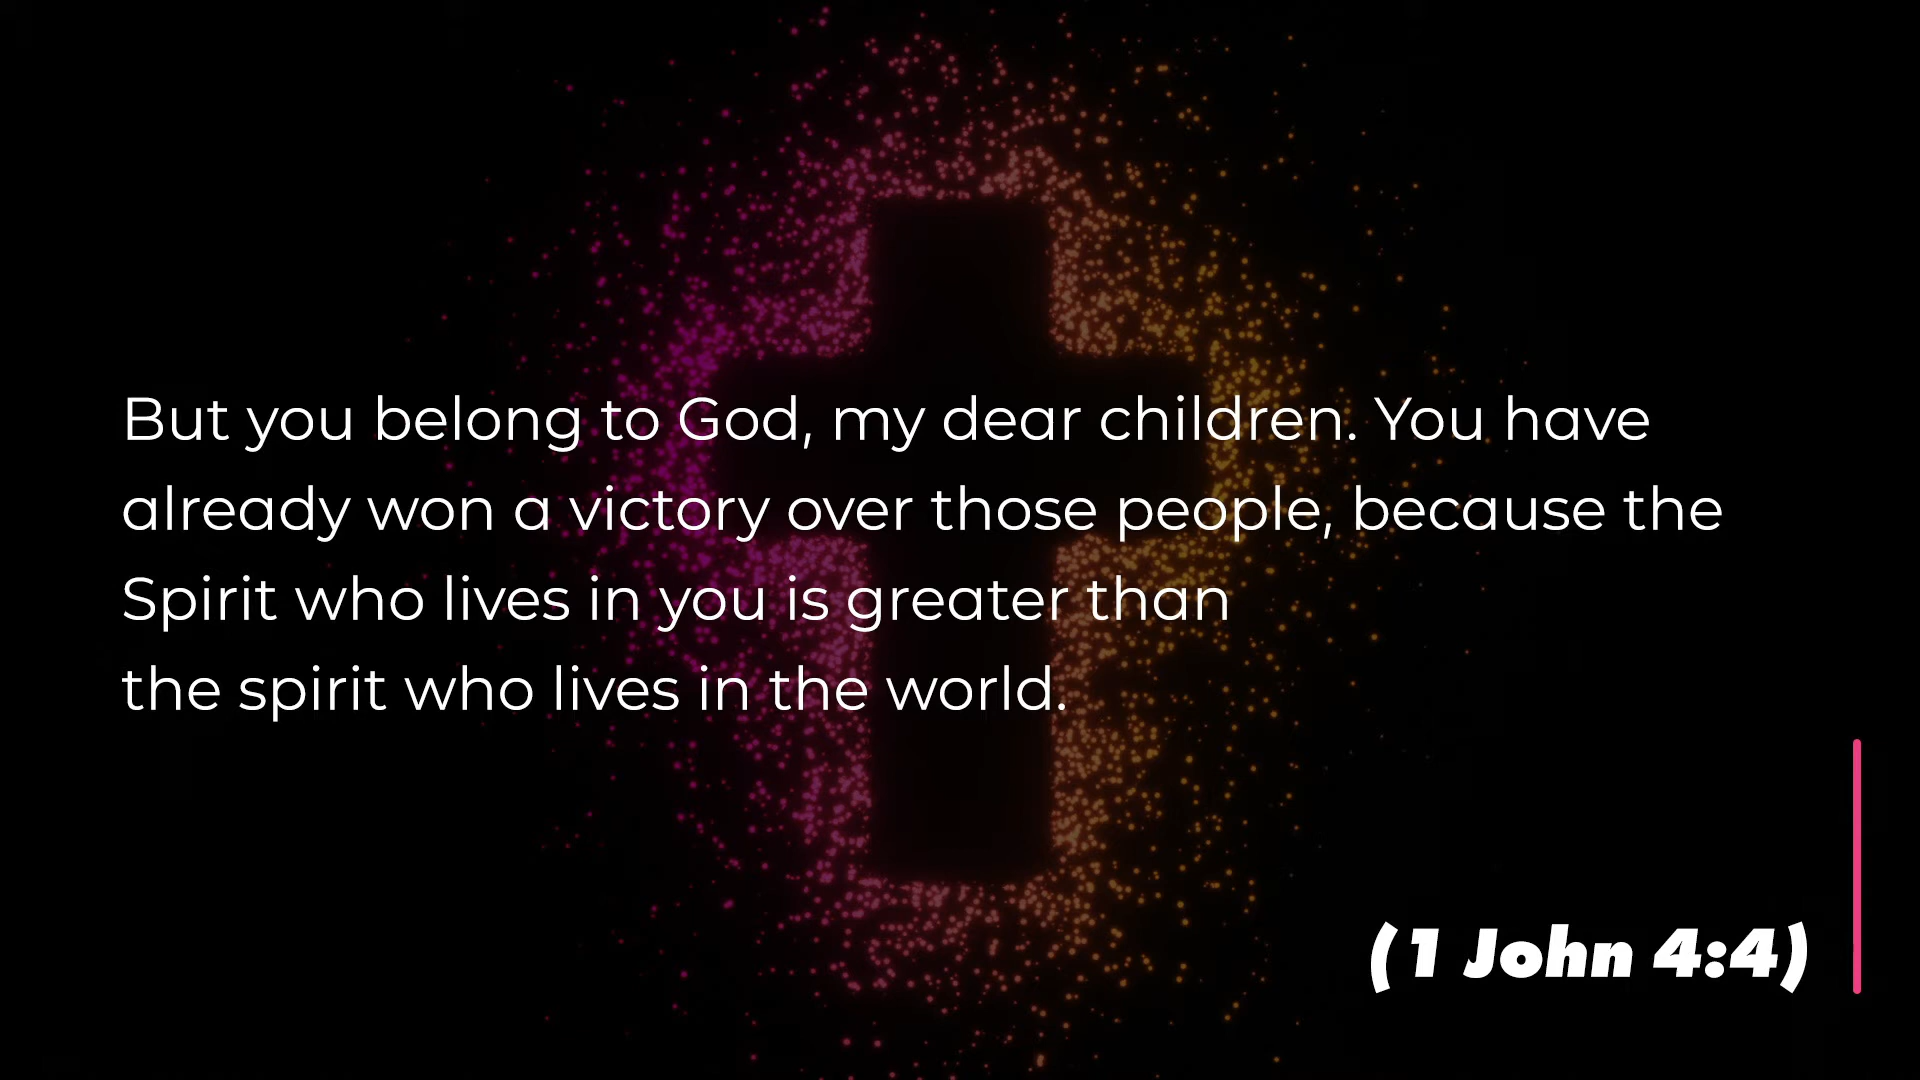 But you belong to God, my dear children. You have
already won a victory over those people, because the
Spirit who lives in you is greater than
the spirit who lives in the world.
(1 John 4:4)